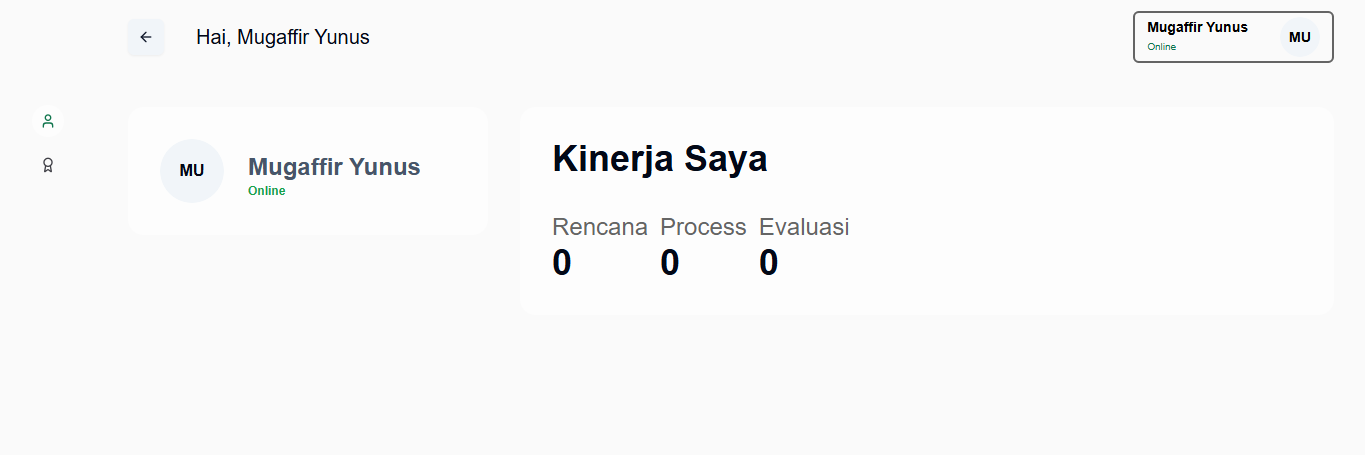 Hai, Mugaffir Yunus
Mugaffir Yunus
Online
MU
MU
Mugaffir Yunus
Online
Kinerja Saya
Rencana Process Evaluasi
0 0 0